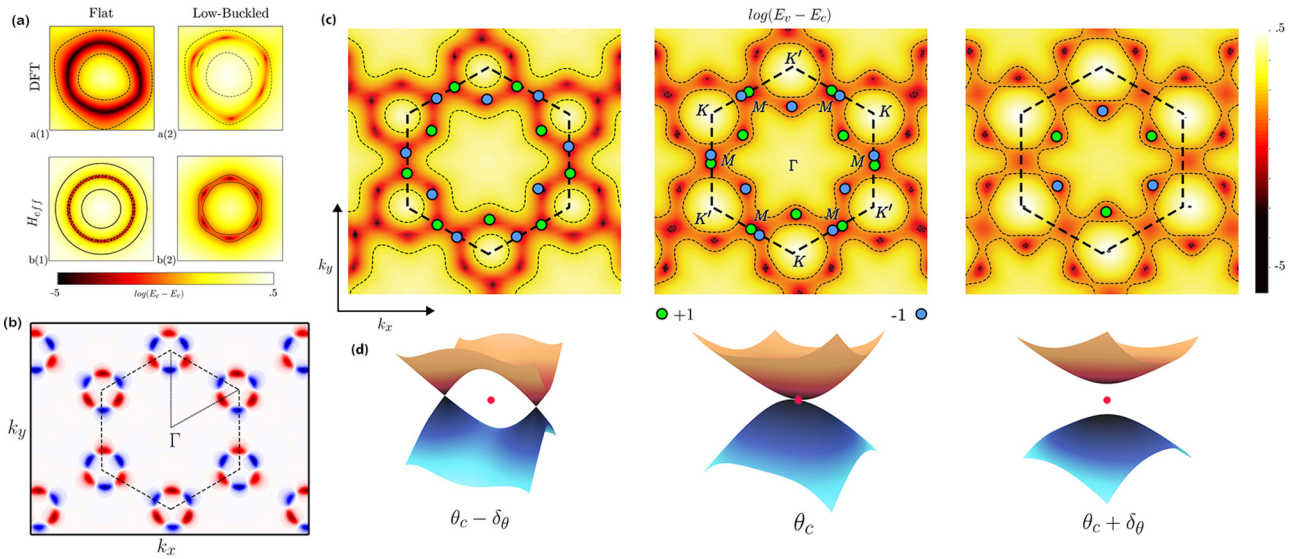 (a)
Flat
Low-Buckled
DFT
a(1)
a(2)
H_eff
b(1)
b(2)
-5
log(E_c − E_v)
.5
(b)
Γ
k_y
k_x
(c)
log(E_v − E_c)
k_y
k_x
K'
K
M
M
K
M
Γ
M
K'
M
M
K'
K
.5
-5
+1
-1
(d)
θ_c − δ_θ
θ_c
θ_c + δ_θ